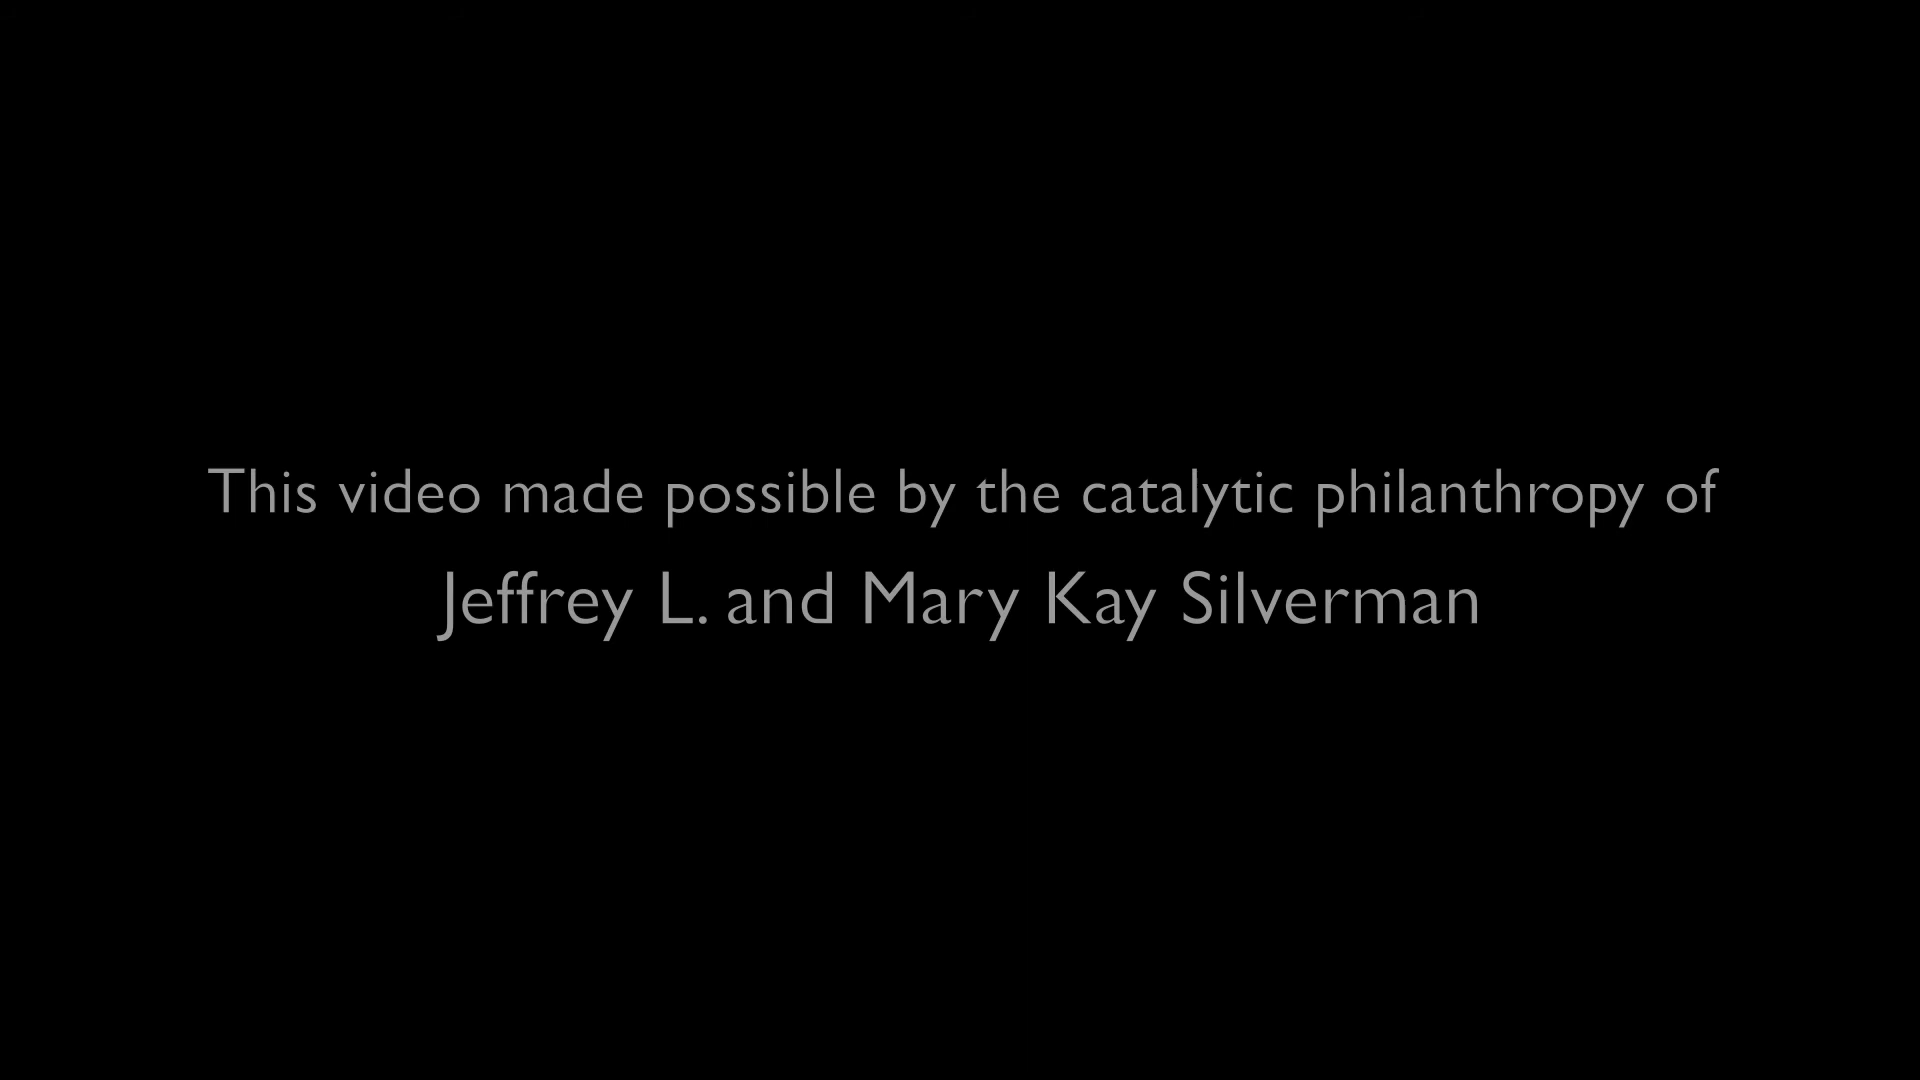 This video made possible by the catalytic philanthropy of
Jeffrey L. and Mary Kay Silverman